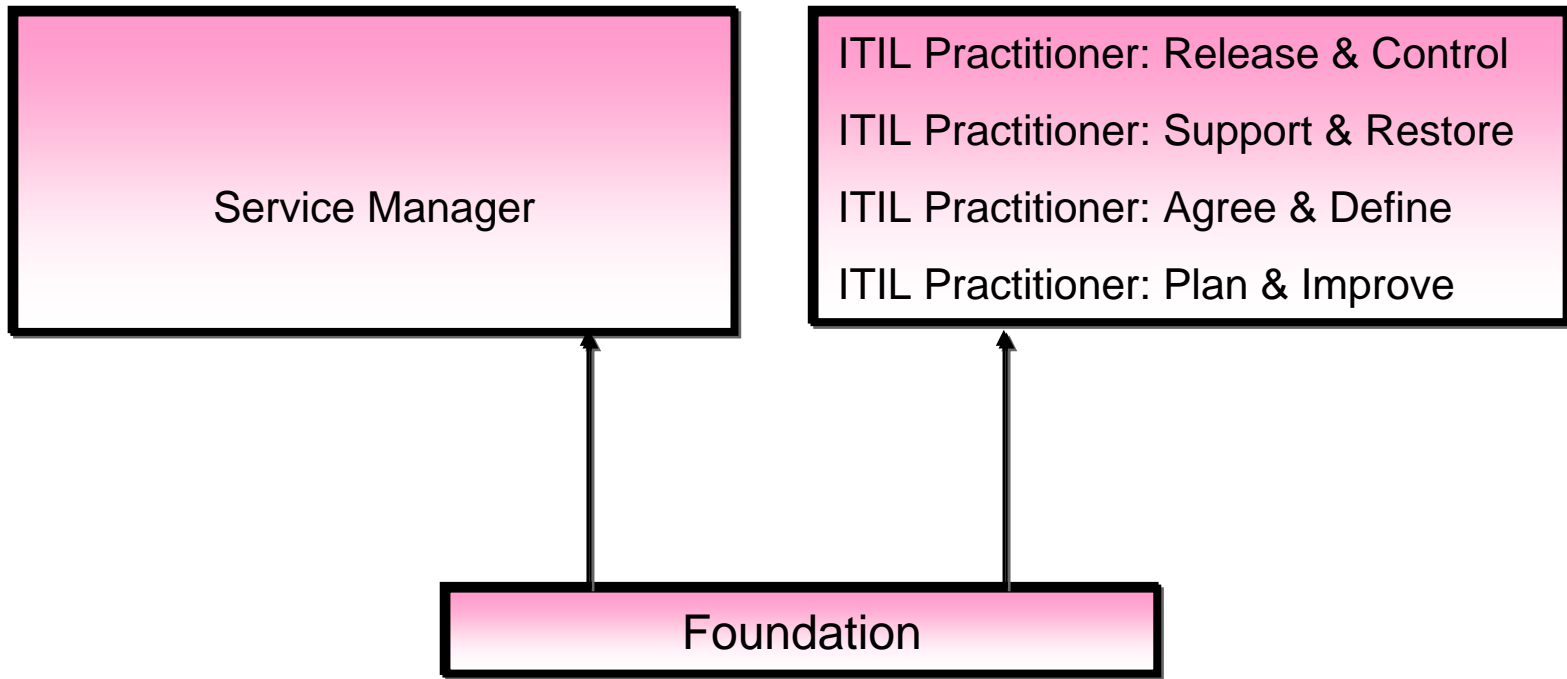 Service Manager
ITIL Practitioner: Release & Control
ITIL Practitioner: Support & Restore
ITIL Practitioner: Agree & Define
ITIL Practitioner: Plan & Improve
Foundation